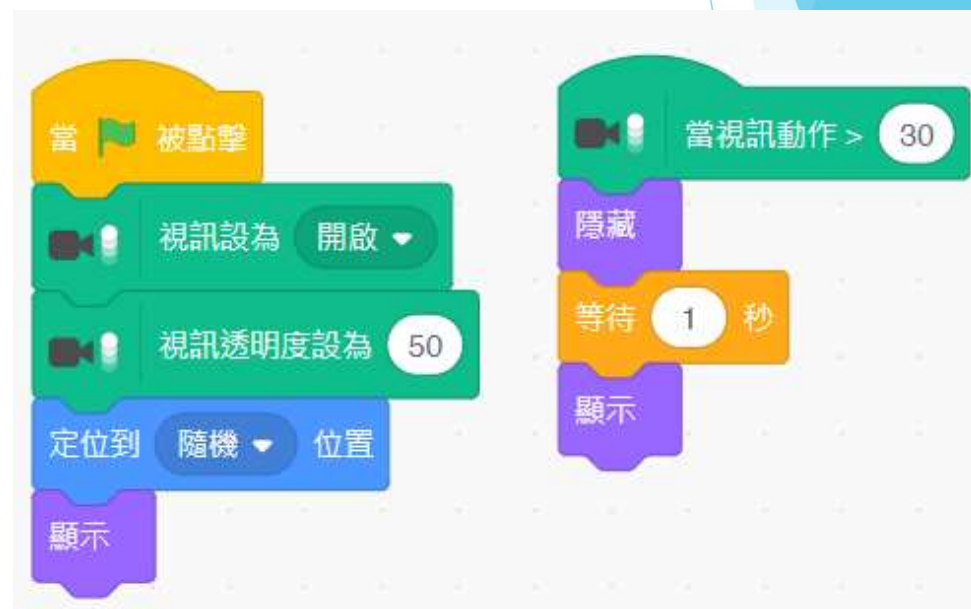 當 被點擊
視訊設為 開啟
視訊透明度設為 50
定位到 隨機 位置
顯示
當視訊動作 > 30
隱藏
等待 1 秒
顯示